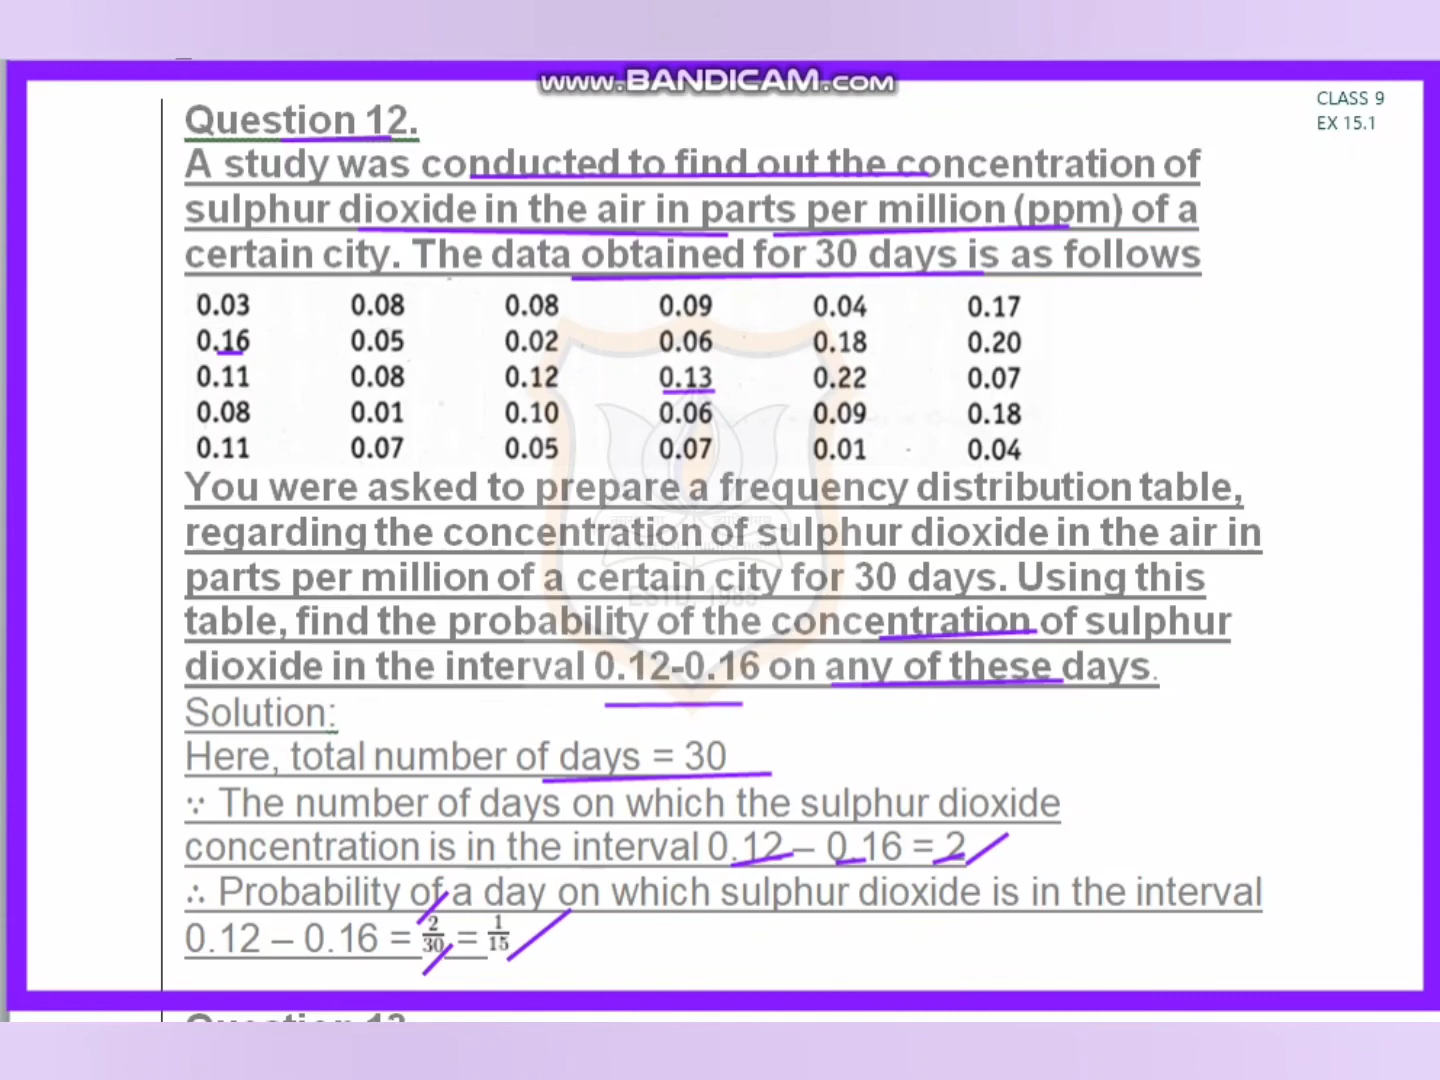 www.BANDICAM.com
CLASS 9
EX 15.1
Question 12.
A study was conducted to find out the concentration of
sulphur dioxide in the air in parts per million (ppm) of a
certain city. The data obtained for 30 days is as follows
0.03 0.08 0.08 0.09 0.04 0.17
0.16 0.05 0.02 0.06 0.18 0.20
0.11 0.08 0.12 0.13 0.22 0.07
0.08 0.01 0.10 0.06 0.09 0.18
0.11 0.07 0.05 0.07 0.01 0.04
You were asked to prepare a frequency distribution table,
regarding the concentration of sulphur dioxide in the air in
parts per million of a certain city for 30 days. Using this
ESTD. 1985
table, find the probability of the concentration of sulphur
dioxide in the interval 0.12-0.16 on any of these days.
Solution:
Here, total number of days = 30
∵ The number of days on which the sulphur dioxide
concentration is in the interval 0.12 – 0.16 = 2
∴ Probability of a day on which sulphur dioxide is in the interval
0.12 – 0.16 = 2/30 = 1/15